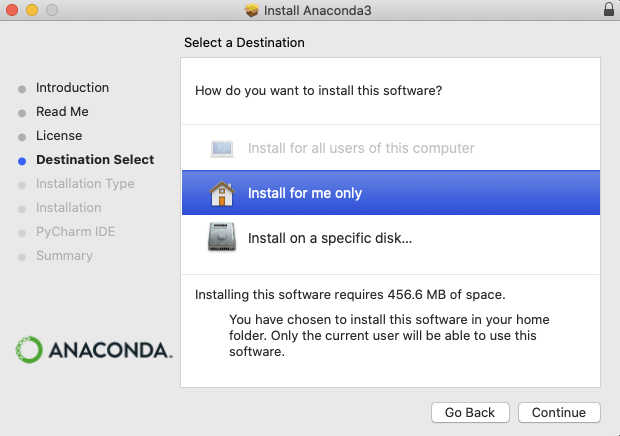 Install Anaconda3
Select a Destination
Introduction
Read Me
License
Destination Select
Installation Type
Installation
PyCharm IDE
Summary
ANACONDA.
How do you want to install this software?
Install for all users of this computer
Install for me only
Install on a specific disk...
Installing this software requires 456.6 MB of space.
You have chosen to install this software in your home
folder. Only the current user will be able to use this
software.
Go Back
Continue